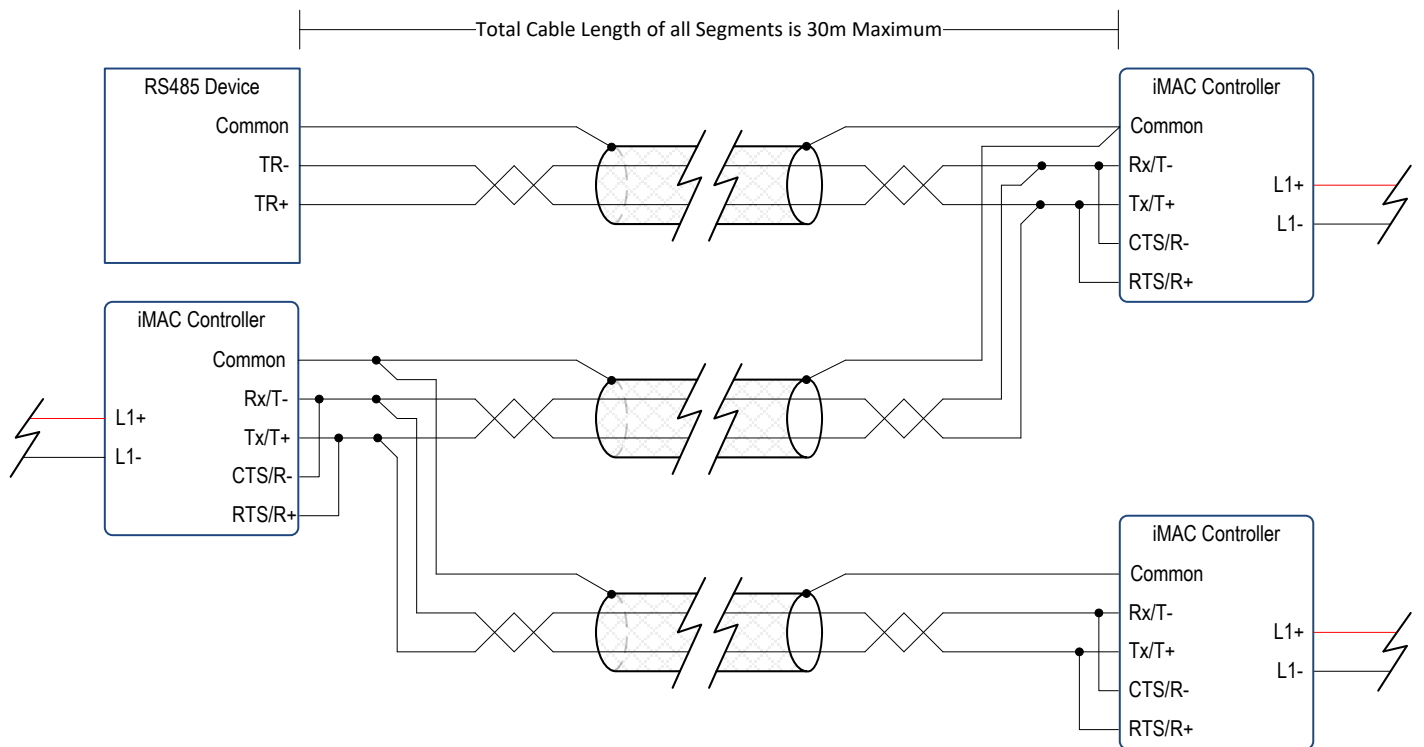 Total Cable Length of all Segments is 30m Maximum
RS485 Device
Common
TR-
TR+
iMAC Controller
Common
Rx/T-
Tx/T+
CTS/R-
RTS/R+
L1+
L1-
iMAC Controller
Common
Rx/T-
Tx/T+
CTS/R-
RTS/R+
L1+
L1-
iMAC Controller
Common
Rx/T-
Tx/T+
CTS/R-
RTS/R+
L1+
L1-